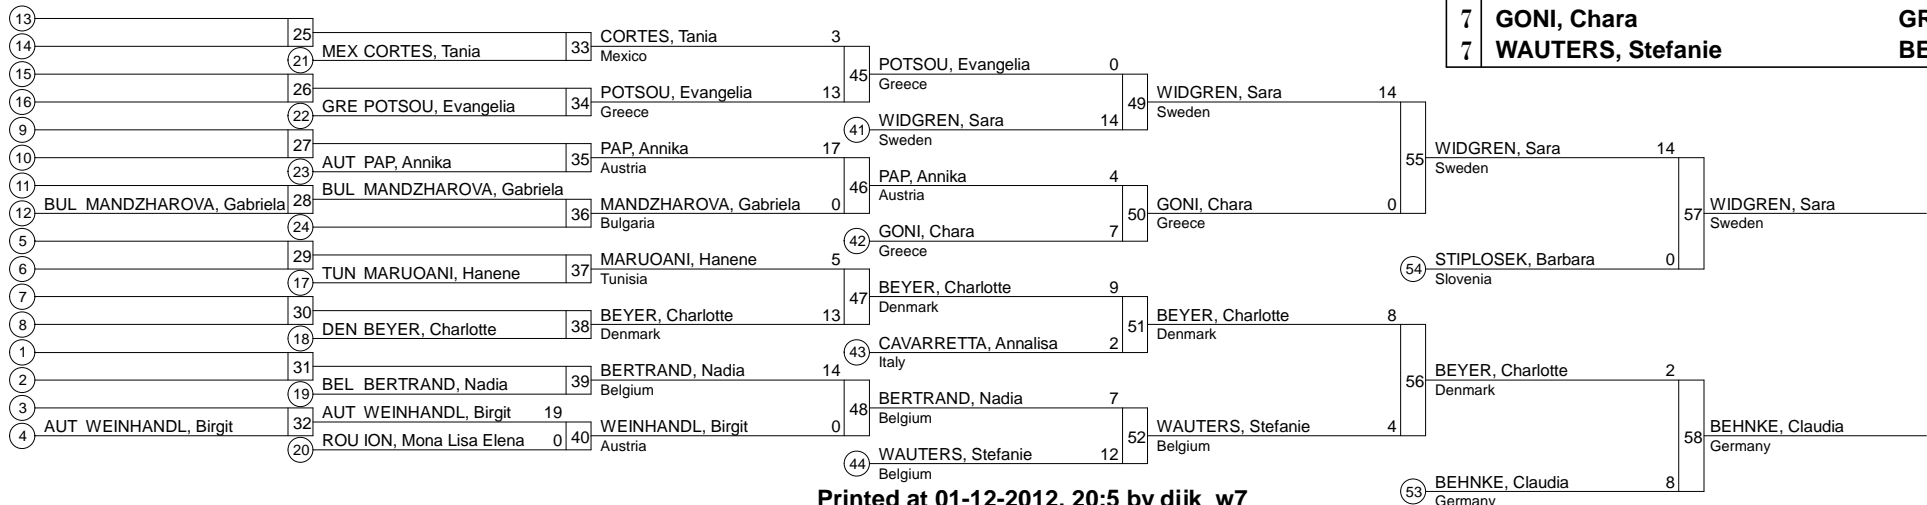 7 GONI, Chara GR
7 WAUTERS, Stefanie BE
13
14
25
21 MEX CORTES, Tania
33
15
16
26
22 GRE POTSOU, Evangelia
34
9
10
27
23 AUT PAP, Annika
35
11
12 BUL MANDZHAROVA, Gabriela
28
BUL MANDZHAROVA, Gabriela
24
36
5
6
29
17 TUN MARUOANI, Hanene
37
7
8
30
18 DEN BEYER, Charlotte
38
1
2
31
19 BEL BERTRAND, Nadia
39
3
4 AUT WEINHANDL, Birgit
32
AUT WEINHANDL, Birgit 19
20 ROU ION, Mona Lisa Elena 0
40
CORTES, Tania 3
Mexico
45
POTSOU, Evangelia 13
Greece
PAP, Annika 17
Austria
46
MANDZHAROVA, Gabriela 0
Bulgaria
MARUOANI, Hanene 5
Tunisia
47
BEYER, Charlotte 13
Denmark
BERTRAND, Nadia 14
Belgium
48
WEINHANDL, Birgit 0
Austria
POTSOU, Evangelia 0
Greece
49
41 WIDGREN, Sara 14
Sweden
PAP, Annika 4
Austria
50
42 GONI, Chara 7
Greece
BEYER, Charlotte 9
Denmark
51
43 CAVARRETTA, Annalisa 2
Italy
BERTRAND, Nadia 7
Belgium
52
44 WAUTERS, Stefanie 12
Belgium
WIDGREN, Sara 14
Sweden
55
GONI, Chara 0
Greece
BEYER, Charlotte 8
Denmark
56
WAUTERS, Stefanie 4
Belgium
WIDGREN, Sara 14
Sweden
57
54 STIPLOSEK, Barbara 0
Slovenia
BEYER, Charlotte 2
Denmark
58
53 BEHNKE, Claudia 8
Germany
WIDGREN, Sara
Sweden
BEHNKE, Claudia
Germany
Printed at 01-12-2012, 20:5 by djik_w7